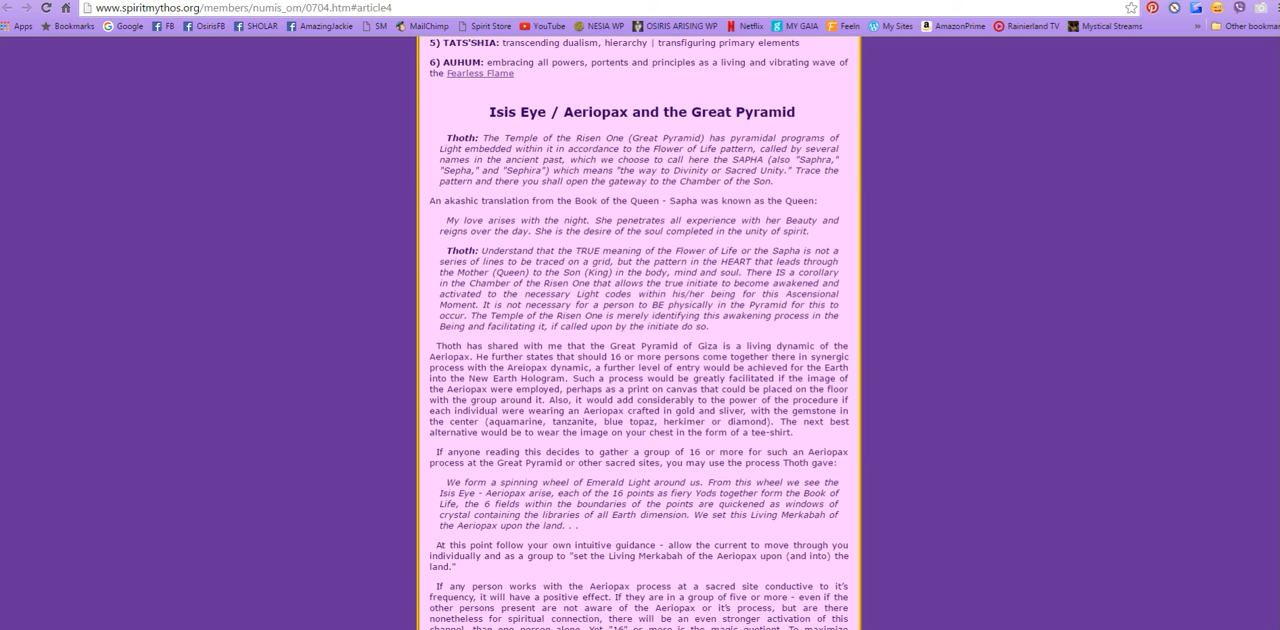 www.spiritmythos.org/members/numis_om/0704.htm#article4
Apps Bookmarks Google FB OsirisFB SHOLAR AmazingJackie SM MailChimp Spirit Store YouTube NESIA WP OSIRIS ARISING WP Netflix MY GAIA FeeIn My Sites AmazonPrime Rainierland TV Mystical Streams » Other bookmar
5) TATS'SHIA: transcending dualism, hierarchy | transfiguring primary elements
6) AUHUM: embracing all powers, portents and principles as a living and vibrating wave of
the Fearless Flame
Isis Eye / Aeriopax and the Great Pyramid
Thoth: The Temple of the Risen One (Great Pyramid) has pyramidal programs of
Light embedded within it in accordance to the Flower of Life pattern, called by several
names in the ancient past, which we choose to call here the SAPHA (also "Saphra,"
"Sepha," and "Sephira") which means "the way to Divinity or Sacred Unity." Trace the
pattern and there you shall open the gateway to the Chamber of the Son.
An akashic translation from the Book of the Queen - Sapha was known as the Queen:
My love arises with the night. She penetrates all experience with her Beauty and
reigns over the day. She is the desire of the soul completed in the unity of spirit.
Thoth: Understand that the TRUE meaning of the Flower of Life or the Sapha is not a
series of lines to be traced on a grid, but the pattern in the HEART that leads through
the Mother (Queen) to the Son (King) in the body, mind and soul. There IS a corollary
in the Chamber of the Risen One that allows the true initiate to become awakened and
activated to the necessary Light codes within his/her being for this Ascensional
Moment. It is not necessary for a person to BE physically in the Pyramid for this to
occur. The Temple of the Risen One is merely identifying this awakening process in the
Being and facilitating it, if called upon by the initiate do so.
Thoth has shared with me that the Great Pyramid of Giza is a living dynamic of the
Aeriopax. He further states that should 16 or more persons come together there in synergic
process with the Areiopax dynamic, a further level of entry would be achieved for the Earth
into the New Earth Hologram. Such a process would be greatly facilitated if the image of
the Aeriopax were employed, perhaps as a print on canvas that could be placed on the floor
with the group around it. Also, it would add considerably to the power of the procedure if
each individual were wearing an Aeriopax crafted in gold and sliver, with the gemstone in
the center (aquamarine, tanzanite, blue topaz, herkimer or diamond). The next best
alternative would be to wear the image on your chest in the form of a tee-shirt.
If anyone reading this decides to gather a group of 16 or more for such an Aeriopax
process at the Great Pyramid or other sacred sites, you may use the process Thoth gave:
We form a spinning wheel of Emerald Light around us. From this wheel we see the
Isis Eye - Aeriopax arise, each of the 16 points as fiery Yods together form the Book of
Life, the 6 fields within the boundaries of the points are quickened as windows of
crystal containing the libraries of all Earth dimension. We set this Living Merkabah of
the Aeriopax upon the land. . .
At this point follow your own intuitive guidance - allow the current to move through you
individually and as a group to "set the Living Merkabah of the Aeriopax upon (and into) the
land."
If any person works with the Aeriopax process at a sacred site conductive to it's
frequency, it will have a positive effect. If they are in a group of five or more - even if the
other persons present are not aware of the Aeriopax or it's process, but are there
nonetheless for spiritual connection, there will be an even stronger activation of this
channel, than one person alone. Yet "16" or more is the magic quotient. To maximize